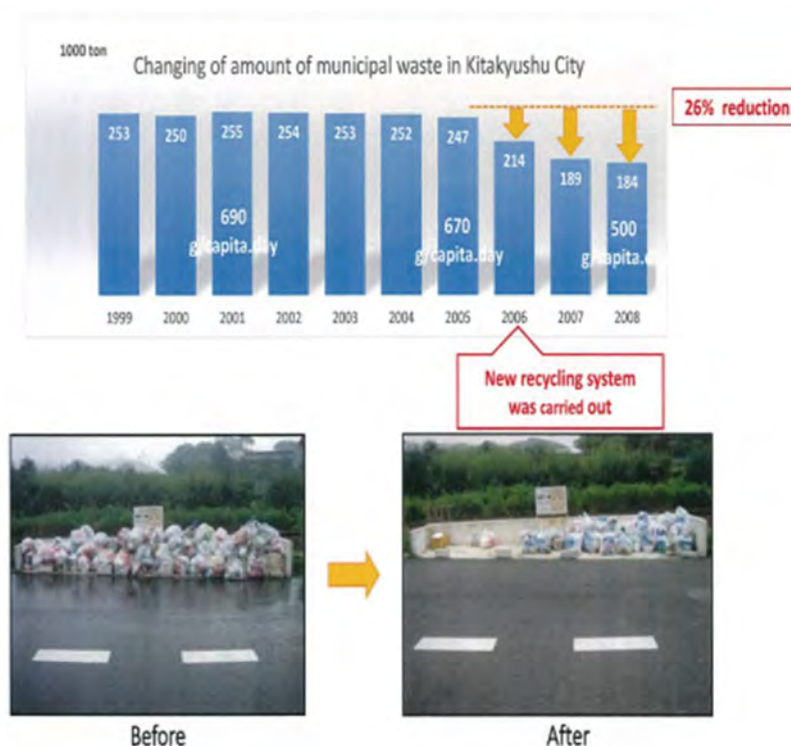 1000 ton
Changing of amount of municipal waste in Kitakyushu City
26% reduction
253 250 255 254 253 252 247 214 189 184
690 670 500
g/capita.day g/capita.day g/capita.d
1999 2000 2001 2002 2003 2004 2005 2006 2007 2008
New recycling system
was carried out
Before After